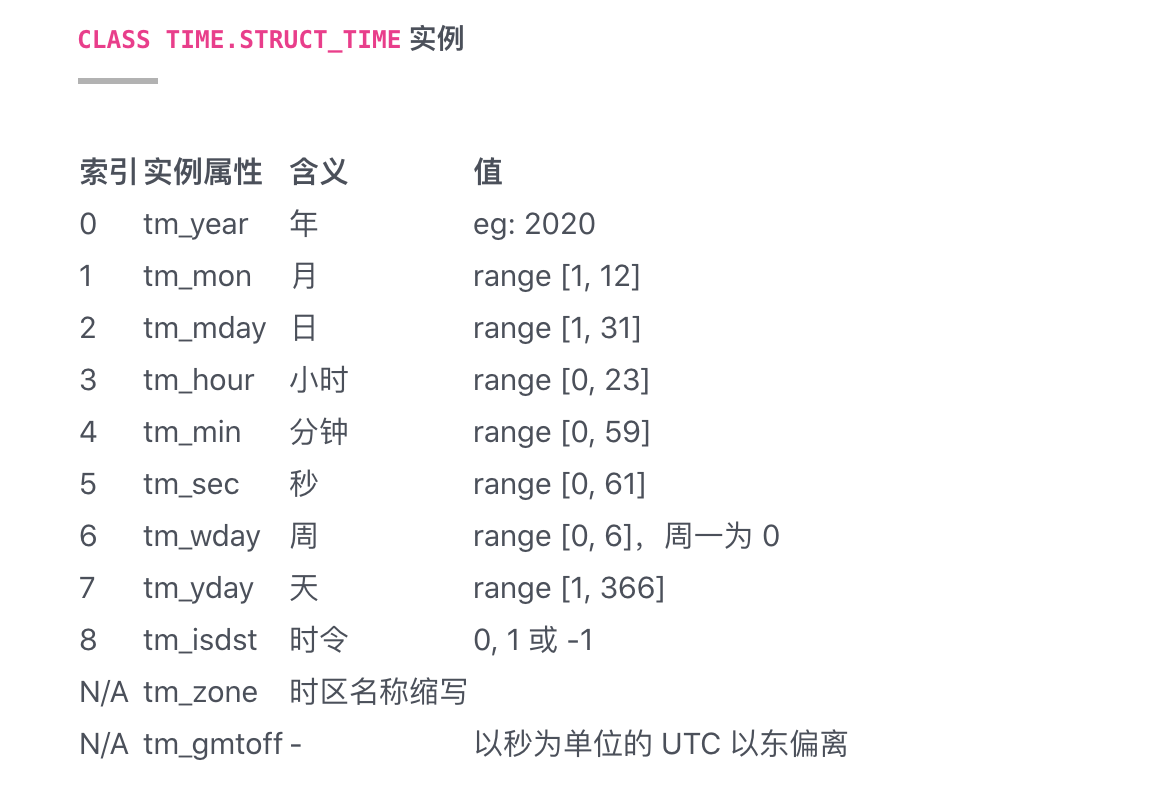 CLASS TIME.STRUCT_TIME 实例
索引 实例属性 含义 值
0 tm_year 年 eg: 2020
1 tm_mon 月 range [1, 12]
2 tm_mday 日 range [1, 31]
3 tm_hour 小时 range [0, 23]
4 tm_min 分钟 range [0, 59]
5 tm_sec 秒 range [0, 61]
6 tm_wday 周 range [0, 6]，周一为 0
7 tm_yday 天 range [1, 366]
8 tm_isdst 时令 0, 1 或 -1
N/A tm_zone 时区名称缩写
N/A tm_gmtoff - 以秒为单位的 UTC 以东偏离